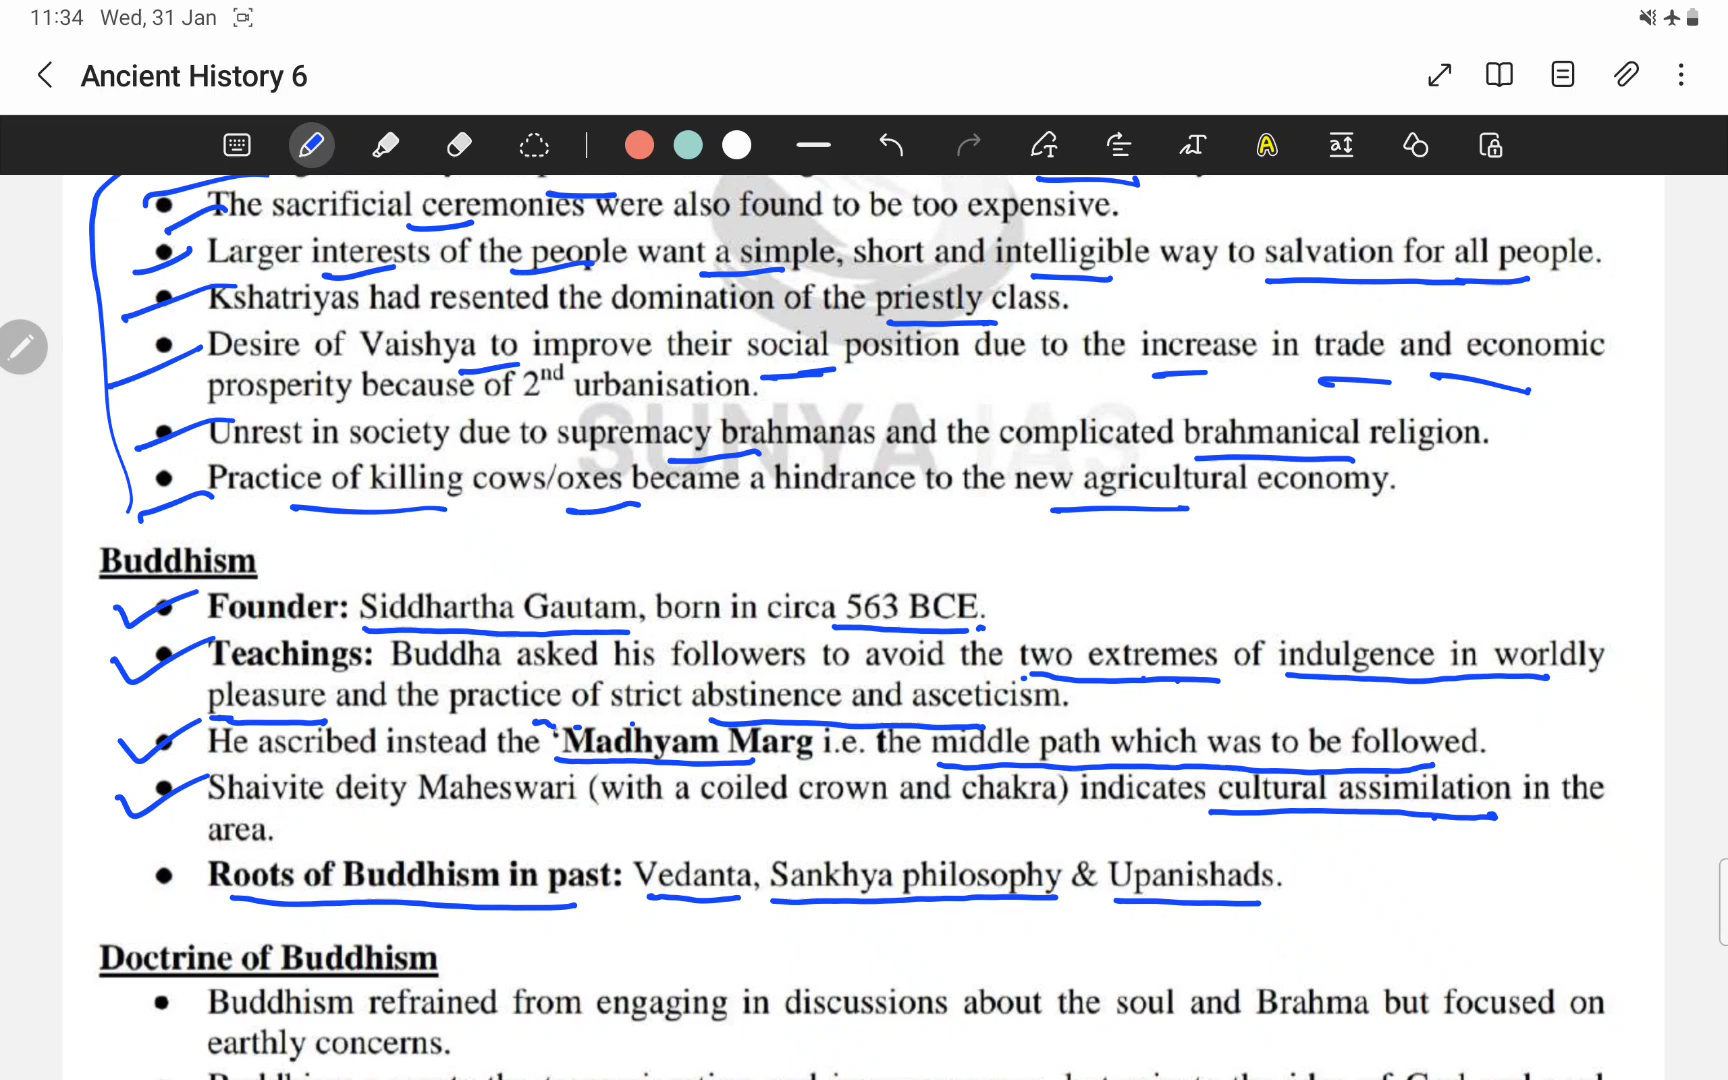 11:34 Wed, 31 Jan
Ancient History 6
The sacrificial ceremonies were also found to be too expensive.
Larger interests of the people want a simple, short and intelligible way to salvation for all people.
Kshatriyas had resented the domination of the priestly class.
Desire of Vaishya to improve their social position due to the increase in trade and economic
prosperity because of 2nd urbanisation.
SUNYA IAS
Unrest in society due to supremacy brahmanas and the complicated brahmanical religion.
Practice of killing cows/oxes became a hindrance to the new agricultural economy.
Buddhism
Founder: Siddhartha Gautam, born in circa 563 BCE.
Teachings: Buddha asked his followers to avoid the two extremes of indulgence in worldly
pleasure and the practice of strict abstinence and asceticism.
He ascribed instead the 'Madhyam Marg i.e. the middle path which was to be followed.
Shaivite deity Maheswari (with a coiled crown and chakra) indicates cultural assimilation in the
area.
Roots of Buddhism in past: Vedanta, Sankhya philosophy & Upanishads.
Doctrine of Buddhism
Buddhism refrained from engaging in discussions about the soul and Brahma but focused on
earthly concerns.